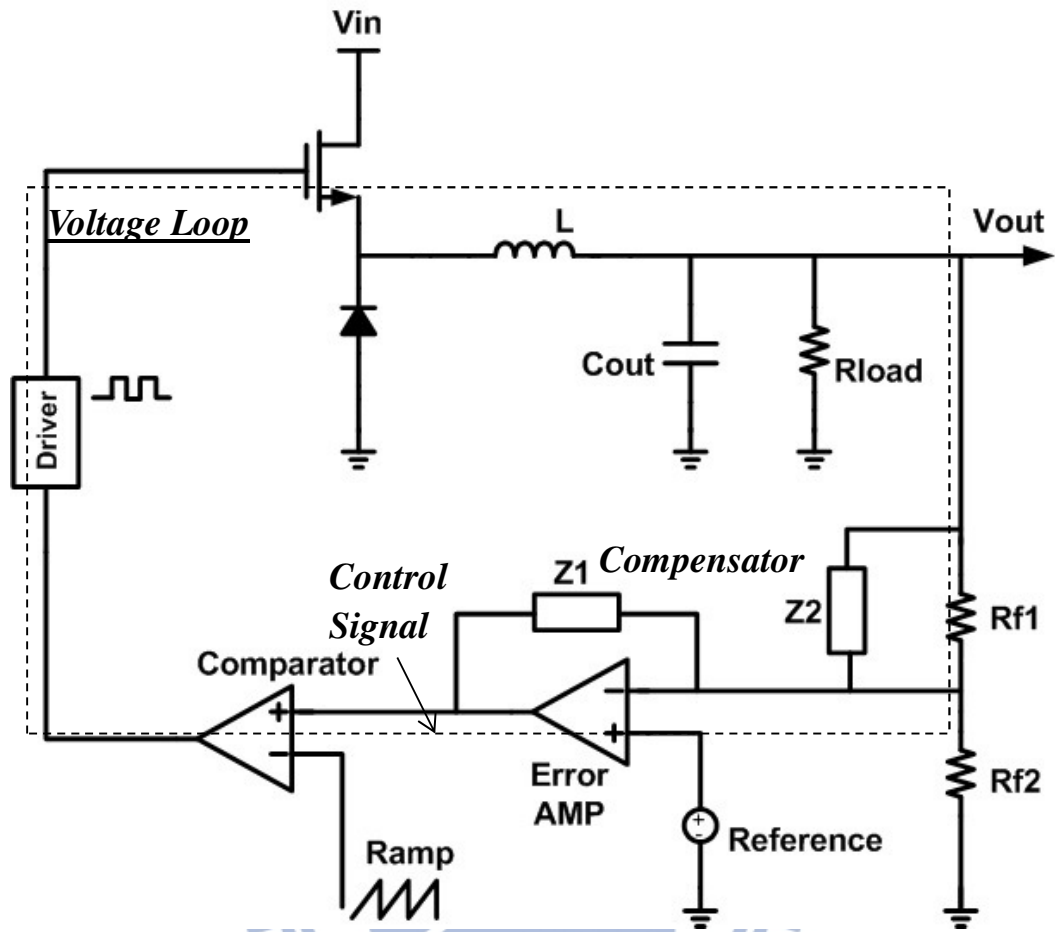 Vin
Voltage Loop
L
Vout
Cout
Rload
Driver
Control
Signal
Z1
Compensator
Z2
Rf1
Comparator
+
-
-
+
Error
AMP
Rf2
+
-
Reference
Ramp